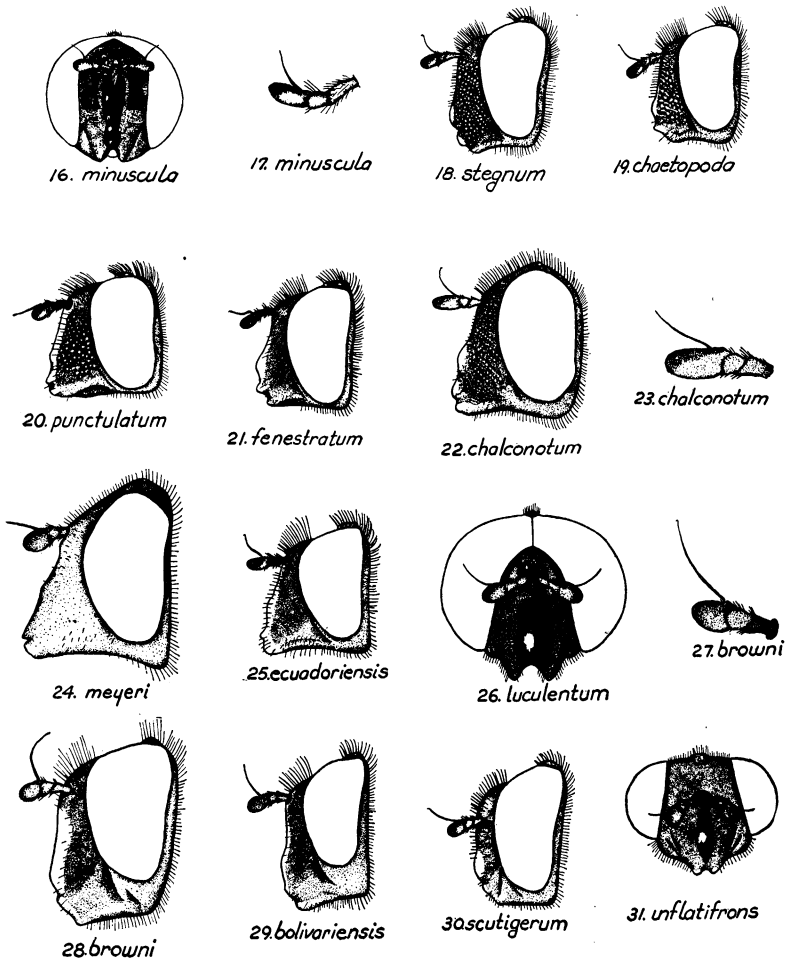 16. minuscula
17. minuscula
18. stegnum
19. chaetopoda
20. punctulatum
21. fenestratum
22. chalconotum
23. chalconotum
24. meyeri
25. ecuadoriensis
26. luculentum
27. browni
28. browni
29. bolivariensis
30. scutigerum
31. unflatifrons